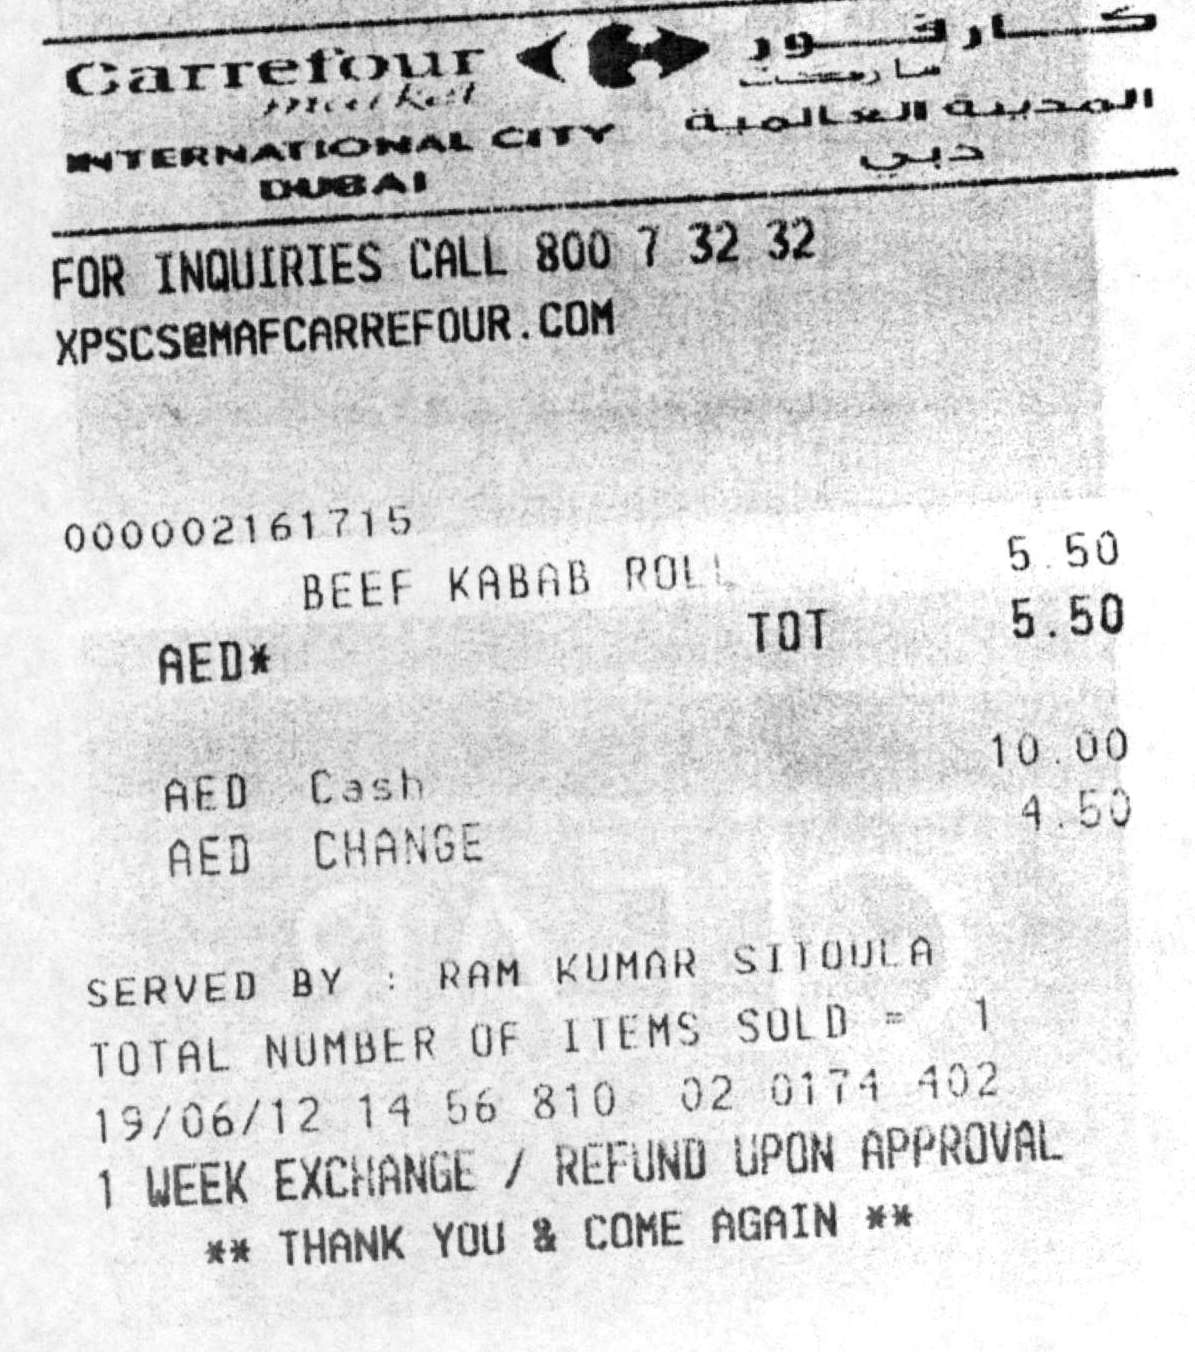 Carrefour كارفور
market ماركت
INTERNATIONAL CITY المدينة العالمية
DUBAI دبي
FOR INQUIRIES CALL 800 7 32 32
XPSCS@MAFCARREFOUR.COM
000002161715
BEEF KABAB ROLL 5.50
AED* TOT 5.50
AED Cash 10.00
AED CHANGE 4.50
SERVED BY : RAM KUMAR SITOULA
TOTAL NUMBER OF ITEMS SOLD = 1
19/06/12 14 56 810 02 0174 402
1 WEEK EXCHANGE / REFUND UPON APPROVAL
** THANK YOU & COME AGAIN **